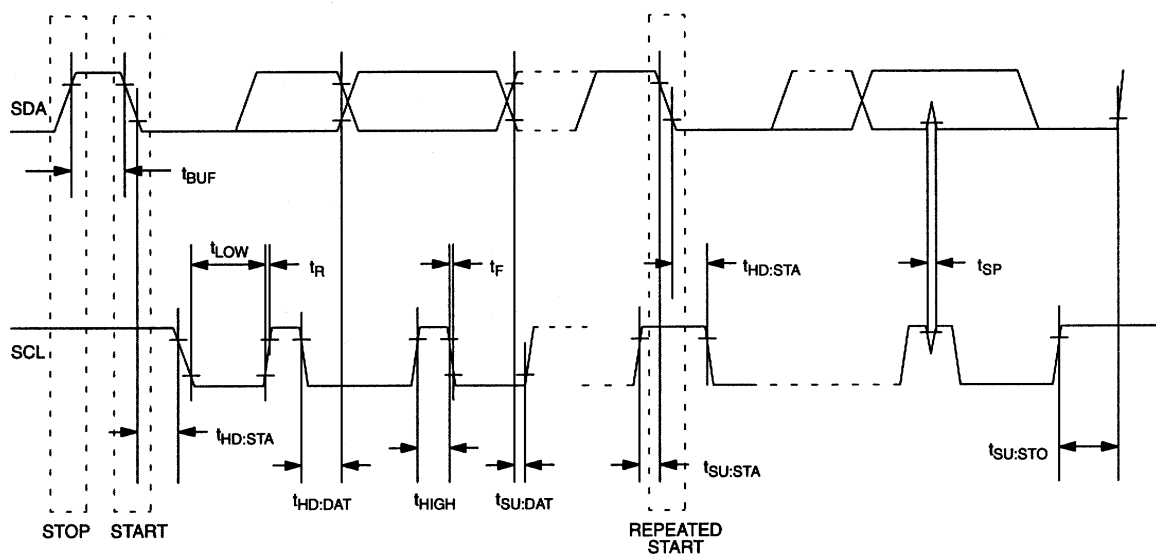 SDA
tBUF
tLOW
tR
tF
tHD:STA
tSP
SCL
tHD:STA
tHD:DAT
tHIGH
tSU:DAT
tSU:STA
tSU:STO
STOP
START
REPEATED
START